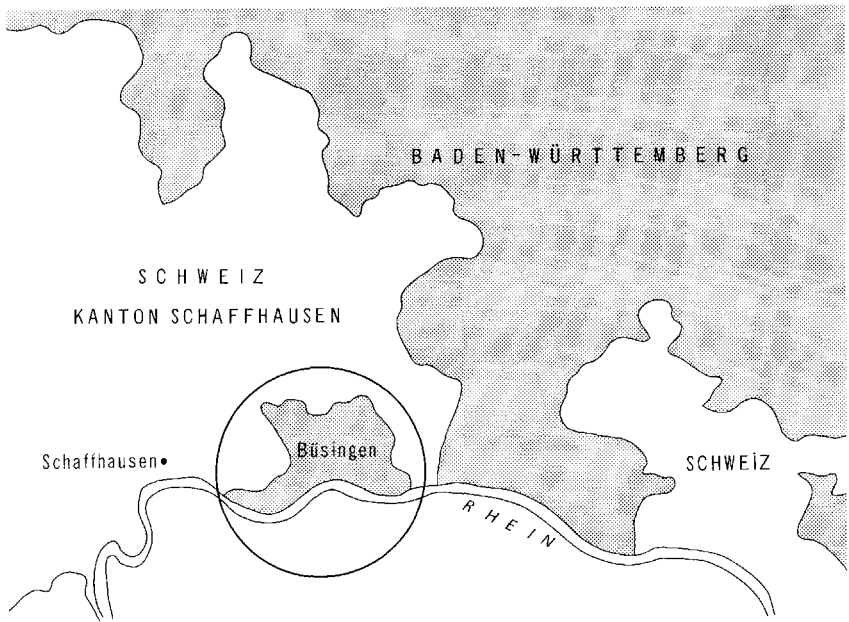 BADEN-WÜRTTEMBERG
SCHWEIZ
KANTON SCHAFFHAUSEN
Büsingen
Schaffhausen
SCHWEIZ
RHEIN